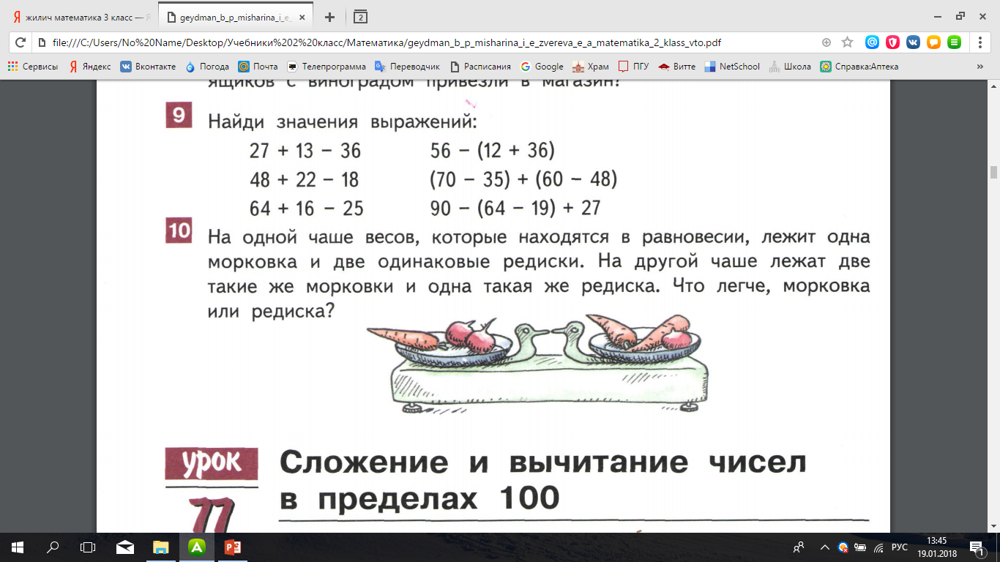 жилич математика 3 класс — Я
geydman_b_p_misharina_i_e_
2
file:///C:/Users/No%20Name/Desktop/Учебники%202%20класс/Математика/geydman_b_p_misharina_i_e_zvereva_e_a_matematika_2_klass_vto.pdf
Сервисы Яндекс Вконтакте Погода Почта Телепрограмма Переводчик Расписания Google Храм ПГУ Витте NetSchool Школа Справка:Аптека »
ящиков с виноградом привезли в магазин?
9 Найди значения выражений:
27 + 13 – 36 56 – (12 + 36)
48 + 22 – 18 (70 – 35) + (60 – 48)
64 + 16 – 25 90 – (64 – 19) + 27
10 На одной чаше весов, которые находятся в равновесии, лежит одна
морковка и две одинаковые редиски. На другой чаше лежат две
такие же морковки и одна такая же редиска. Что легче, морковка
или редиска?
урок Сложение и вычитание чисел
77 в пределах 100
РУС 13:45
19.01.2018 1